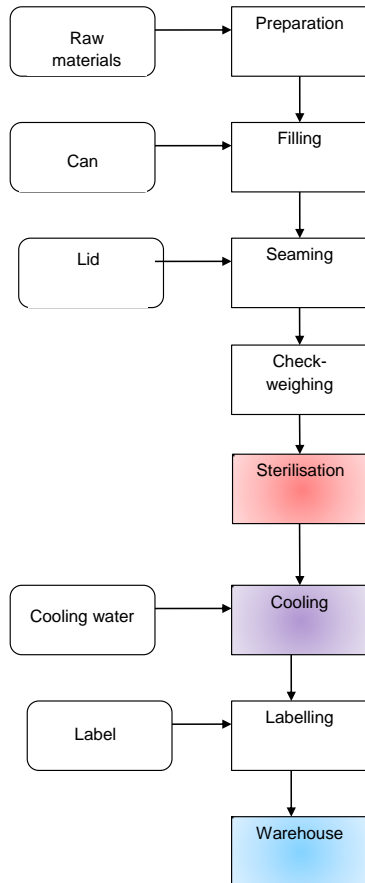 Preparation
Raw
materials
Filling
Can
Lid
Seaming
Check-
weighing
Sterilisation
Cooling
Cooling water
Labelling
Label
Warehouse